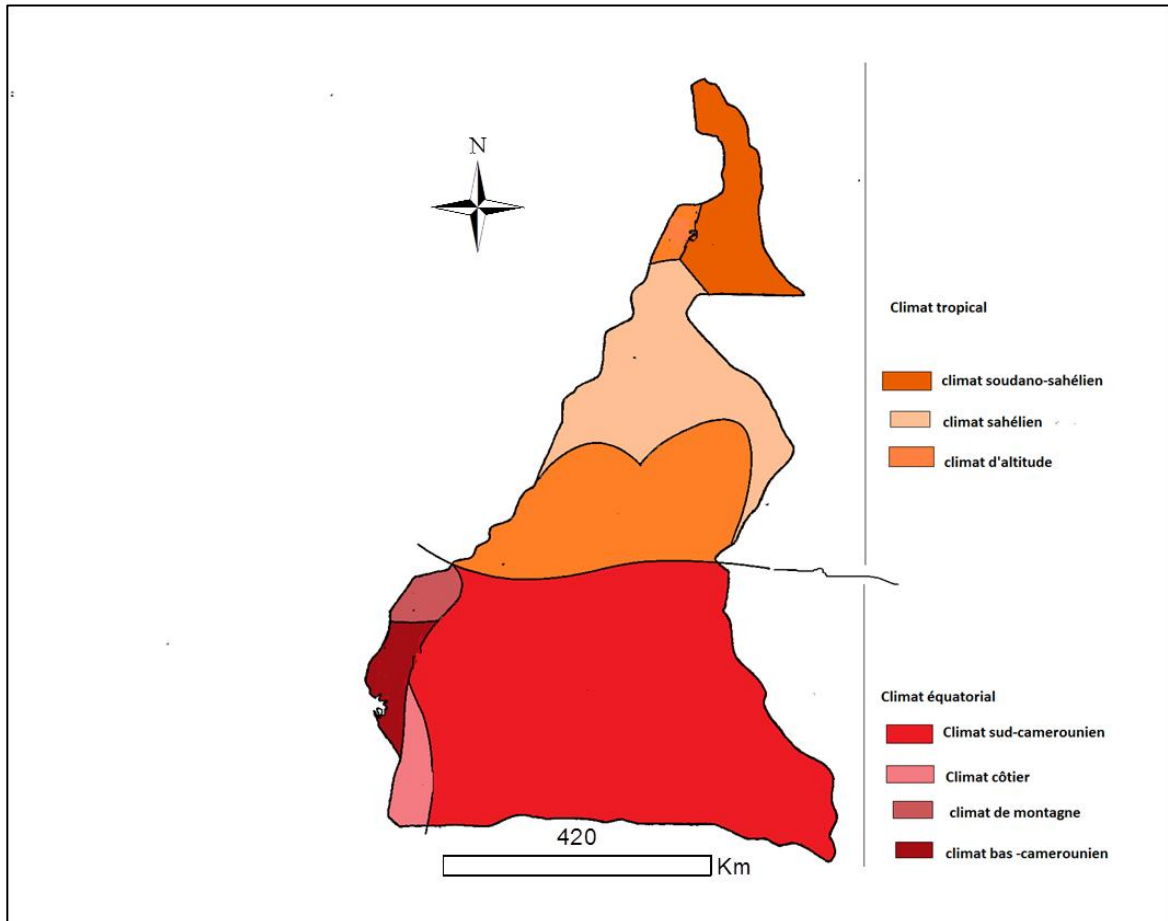 N
Climat tropical
climat soudano-sahélien
climat sahélien
climat d'altitude
Climat équatorial
Climat sud-camerounien
Climat côtier
climat de montagne
climat bas -camerounien
420
Km